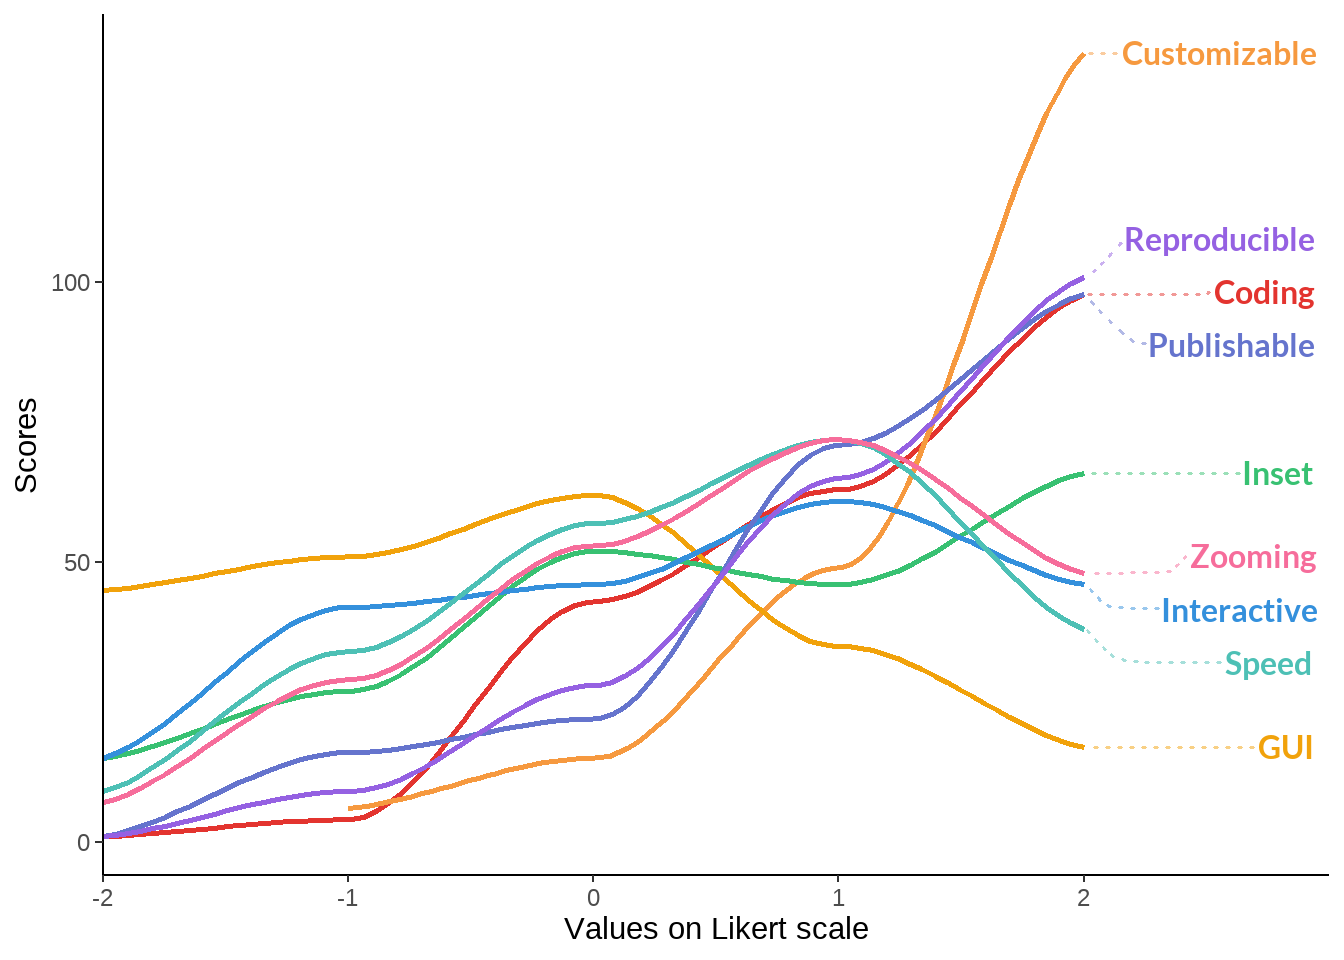 Customizable
Reproducible
Coding
Publishable
Inset
Zooming
Interactive
Speed
GUI
Scores
100
50
0
-2 -1 0 1 2
Values on Likert scale